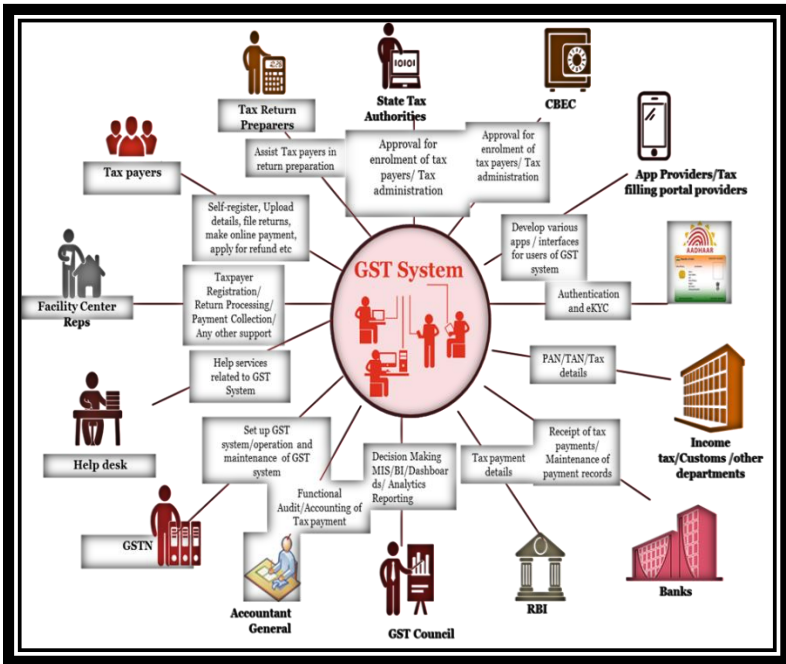 Tax Return
Preparers
State Tax
Authorities
CBEC
App Providers/Tax
filling portal providers
Tax payers
Assist Tax payers in
return preparation
Approval for
enrolment of tax
payers/ Tax
administration
Approval for
enrolment of
tax payers/ Tax
administration
Self-register, Upload
details, file returns,
make online payment,
apply for refund etc
Develop various
apps / interfaces
for users of GST
system
AADHAAR
GST System
Facility Center
Reps
Taxpayer
Registration/
Return Processing/
Payment Collection/
Any other support
Authentication
and eKYC
Help services
related to GST
System
PAN/TAN/Tax
details
Help desk
Income
tax/Customs /other
departments
Set up GST
system/operation and
maintenance of GST
system
Functional
Audit/Accounting of
Tax payment
Decision Making
MIS/BI/Dashboar
ds/ Analytics
Reporting
Tax payment
details
Receipt of tax
payments/
Maintenance of
payment records
GSTN
Accountant
General
GST Council
RBI
Banks